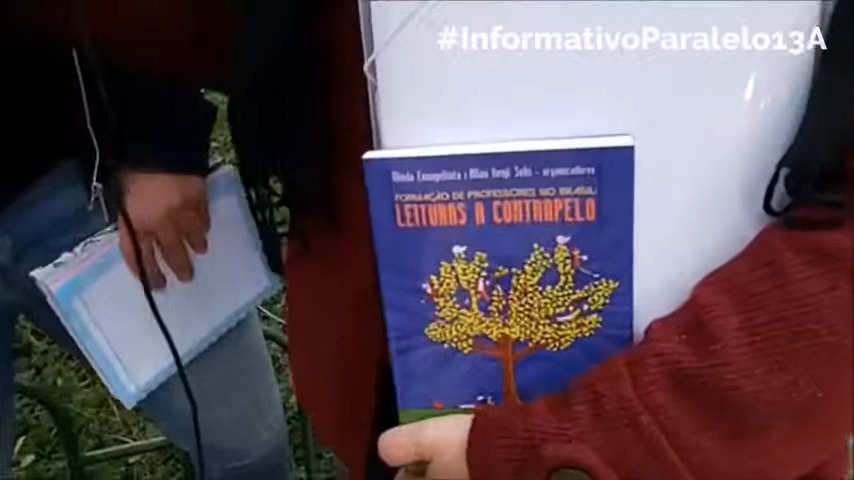 #InformativoParalelo13A
Olinda Evangelista e Allan Kenji Seki - organizadores
FORMAÇÃO DE PROFESSORES NO BRASIL
LEITURAS A CONTRAPELO